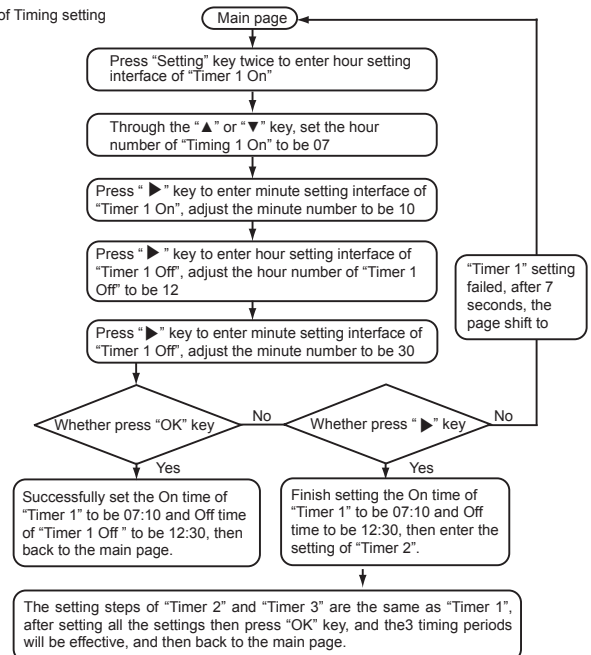 of Timing setting
Main page
Press “Setting” key twice to enter hour setting
interface of “Timer 1 On”
Through the “▲” or “▼” key, set the hour
number of “Timing 1 On” to be 07
Press “ ▶ ” key to enter minute setting interface of
“Timer 1 On”, adjust the minute number to be 10
Press “ ▶ ” key to enter hour setting interface of
“Timer 1 Off”, adjust the hour number of “Timer 1
Off” to be 12
“Timer 1” setting
failed, after 7
seconds, the
page shift to
Press “▶” key to enter minute setting interface of
“Timer 1 Off”, adjust the minute number to be 30
Whether press “OK” key
No
Whether press “ ▶” key
No
Yes
Yes
Successfully set the On time of
“Timer 1” to be 07:10 and Off time
of “Timer 1 Off ” to be 12:30, then
back to the main page.
Finish setting the On time of
“Timer 1” to be 07:10 and Off
time to be 12:30, then enter the
setting of “Timer 2”.
The setting steps of “Timer 2” and “Timer 3” are the same as “Timer 1”,
after setting all the settings then press “OK” key, and the3 timing periods
will be effective, and then back to the main page.